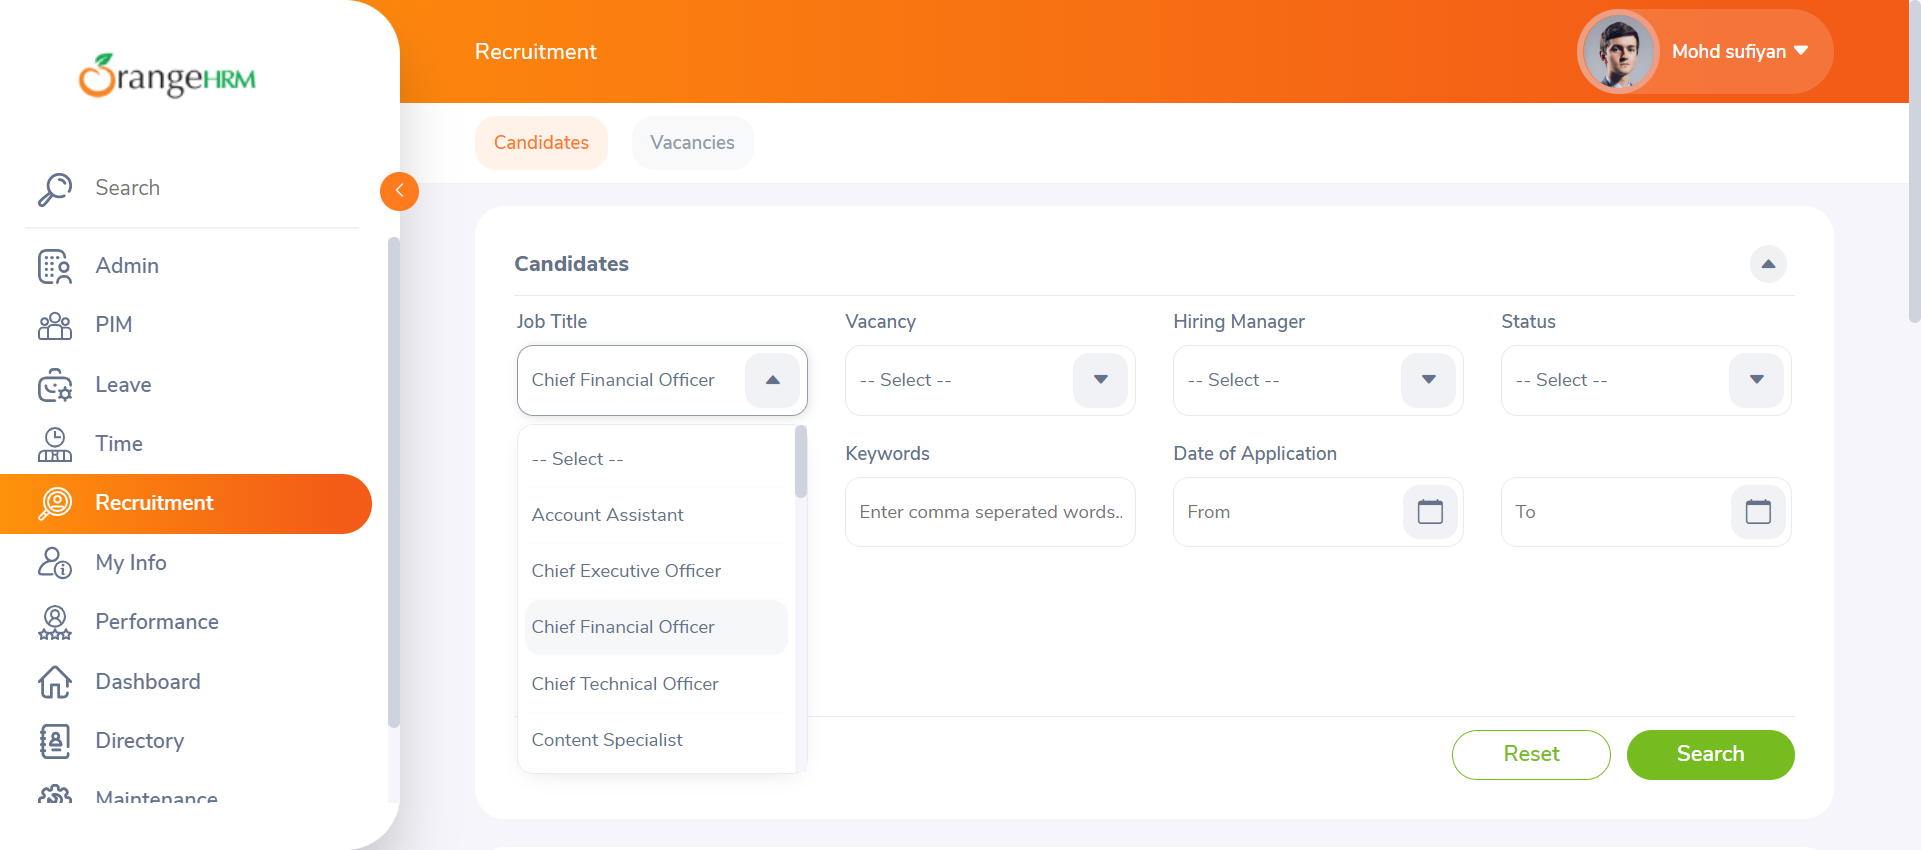 OrangeHRM
Recruitment
Mohd sufiyan
Candidates
Vacancies
Search
Admin
PIM
Leave
Time
Recruitment
My Info
Performance
Dashboard
Directory
Maintenance
Candidates
Job Title
Vacancy
Hiring Manager
Status
Chief Financial Officer
-- Select --
-- Select --
-- Select --
Keywords
Date of Application
Enter comma seperated words..
From
To
-- Select --
Account Assistant
Chief Executive Officer
Chief Financial Officer
Chief Technical Officer
Content Specialist
Reset
Search